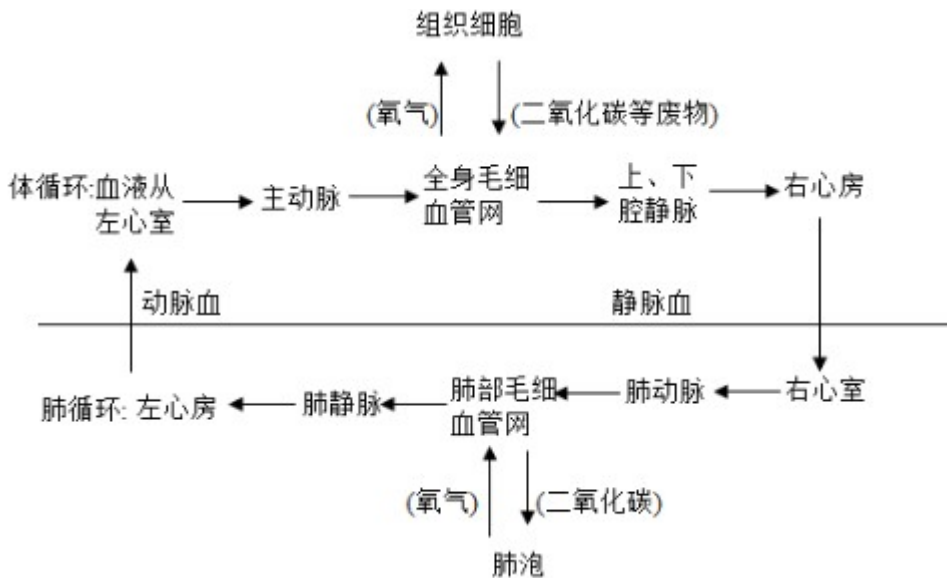 组织细胞
(氧气)
(二氧化碳等废物)
体循环:血液从
左心室
主动脉
全身毛细
血管网
上、下
腔静脉
右心房
动脉血
静脉血
肺循环: 左心房
肺静脉
肺部毛细
血管网
肺动脉
右心室
(氧气)
(二氧化碳)
肺泡